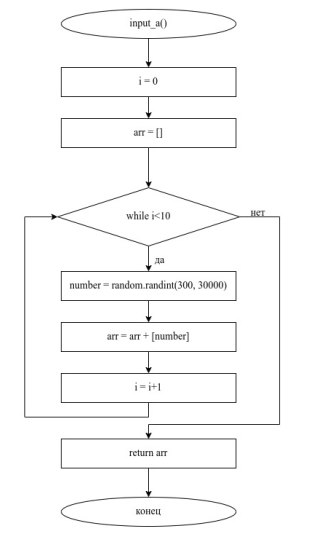 input_a()
i = 0
arr = []
while i<10
нет
да
number = random.randint(300, 30000)
arr = arr + [number]
i = i+1
return arr
конец